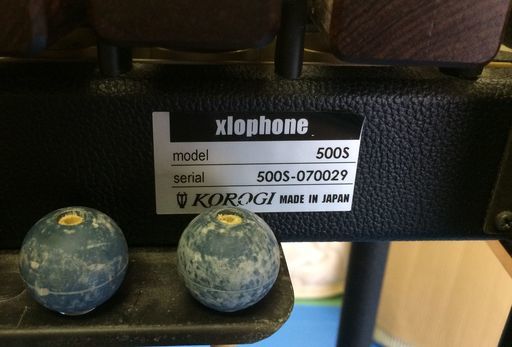 xlophone
model 500S
serial 500S-070029
KOROGI MADE IN JAPAN